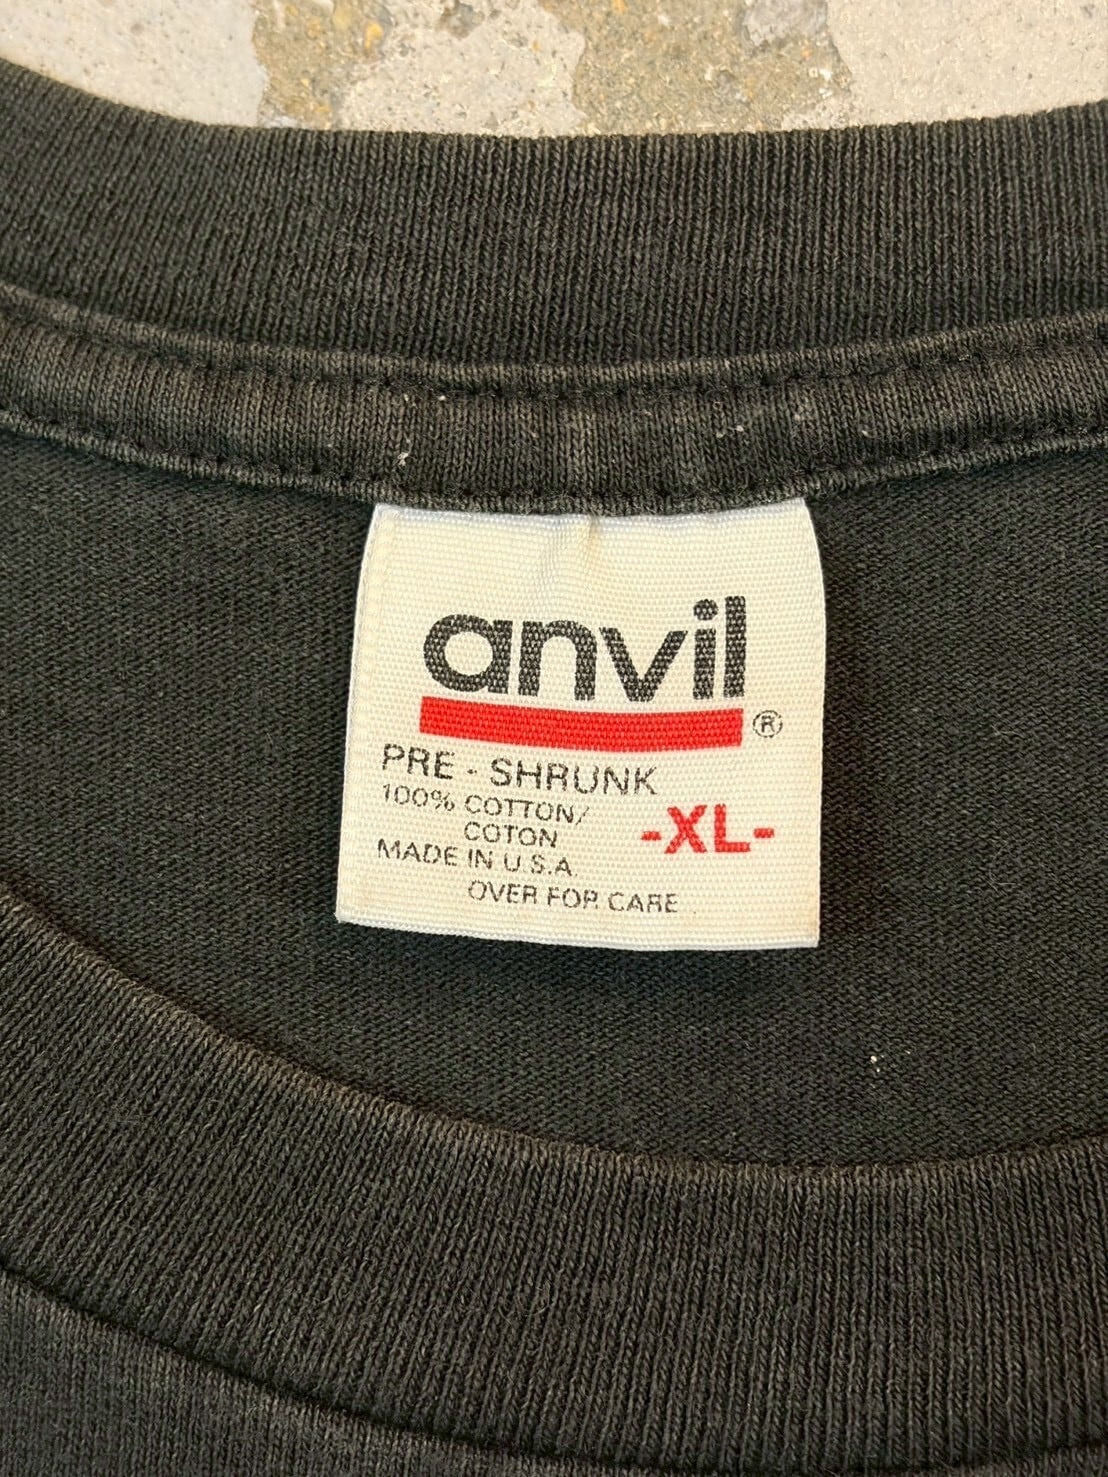 anvil
®
PRE - SHRUNK
100% COTTON/
COTON
-XL-
MADE IN U.S.A.
OVER FOR CARE